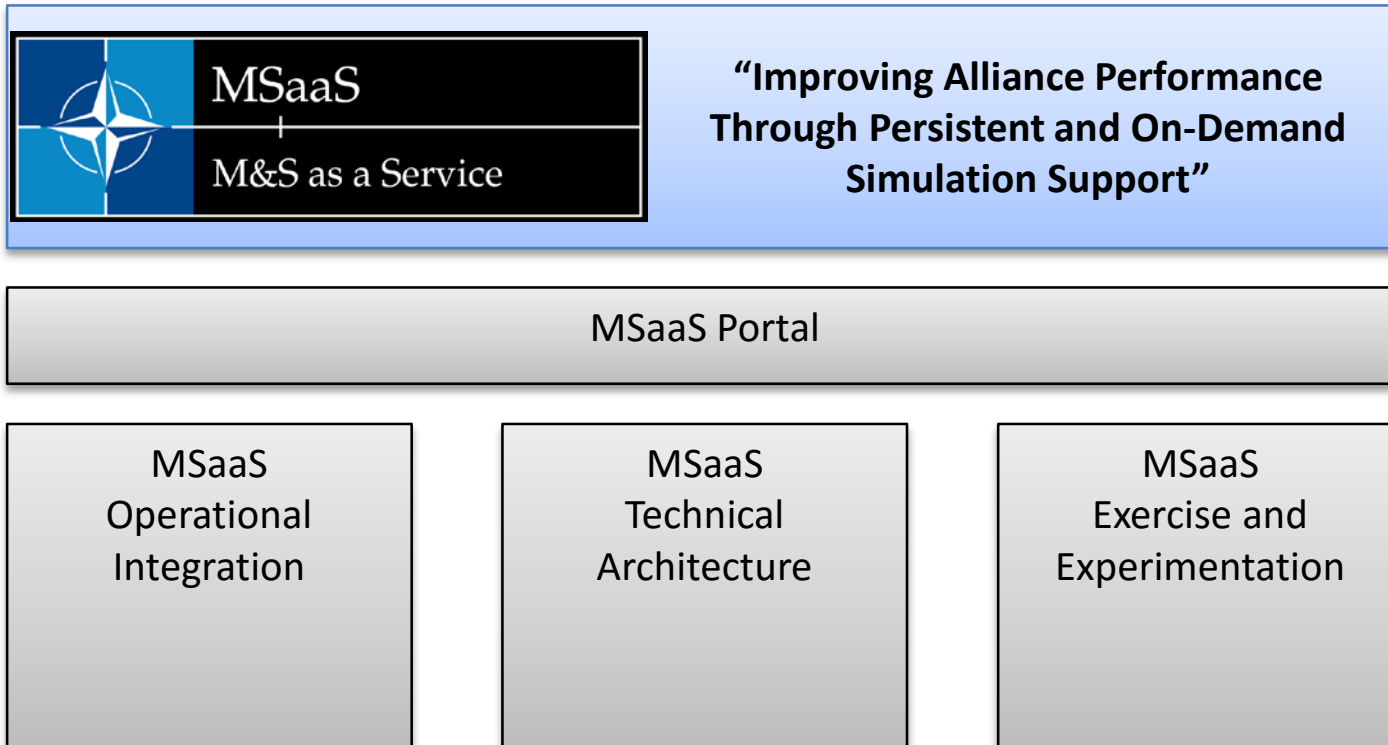 MSaaS
M&S as a Service
“Improving Alliance Performance
Through Persistent and On-Demand
Simulation Support”
MSaaS Portal
MSaaS
Operational
Integration
MSaaS
Technical
Architecture
MSaaS
Exercise and
Experimentation